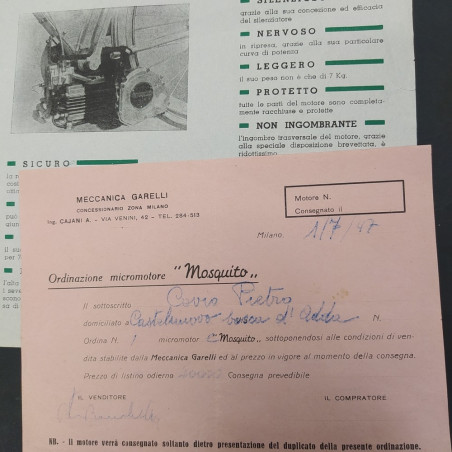 SILENZIOSO
grazie alla sua concezione ed efficacia
del silenziatore
NERVOSO
in ripresa, grazie alla sua particolare
curva di potenza
LEGGERO
il suo peso non è che di 7 Kg.
PROTETTO
tutte le parti del motore sono completa-
mente racchiuse e protette
NON INGOMBRANTE
l'ingombro trasversale del motore, grazie
alla speciale disposizione brevettata, è
ridottissimo
SICURO
MECCANICA GARELLI
CONCESSIONARIO ZONA MILANO
Ing. CAJANI A. - VIA VENINI, 42 - TEL. 284-513
Motore N.
Consegnato il
Milano, 1/7/47
Ordinazione micromotore "Mosquito"
Il sottoscritto Covio Pietro
domiciliato a Castelnuovo bocca d'Adda N.
Ordina N. 1 micromotore "Mosquito" sottoponendosi alle condizioni di ven-
dita stabilite dalla Meccanica Garelli ed al prezzo in vigore al momento della consegna.
Prezzo di listino odierno Consegna prevedibile
IL VENDITORE
IL COMPRATORE
NB. - Il motore verrà consegnato soltanto dietro presentazione del duplicato della presente ordinazione.